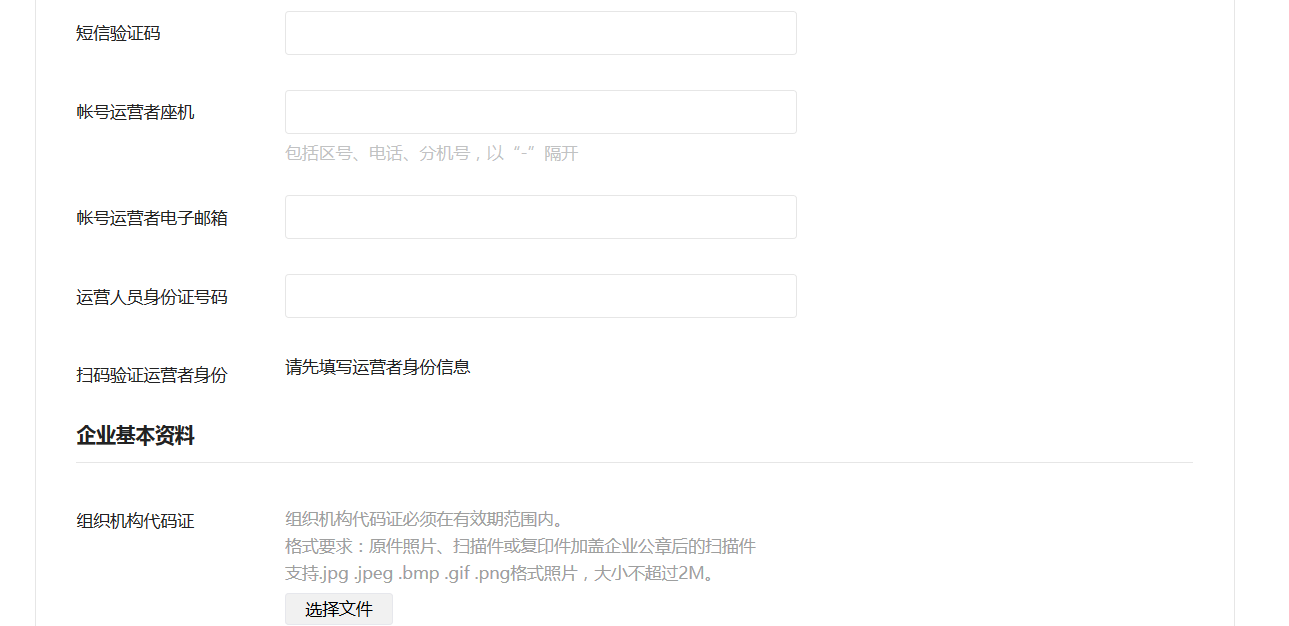 短信验证码
帐号运营者座机
包括区号、电话、分机号，以“-”隔开
帐号运营者电子邮箱
运营人员身份证号码
扫码验证运营者身份
请先填写运营者身份信息
企业基本资料
组织机构代码证
组织机构代码证必须在有效期范围内。
格式要求：原件照片、扫描件或复印件加盖企业公章后的扫描件
支持.jpg .jpeg .bmp .gif .png格式照片，大小不超过2M。
选择文件